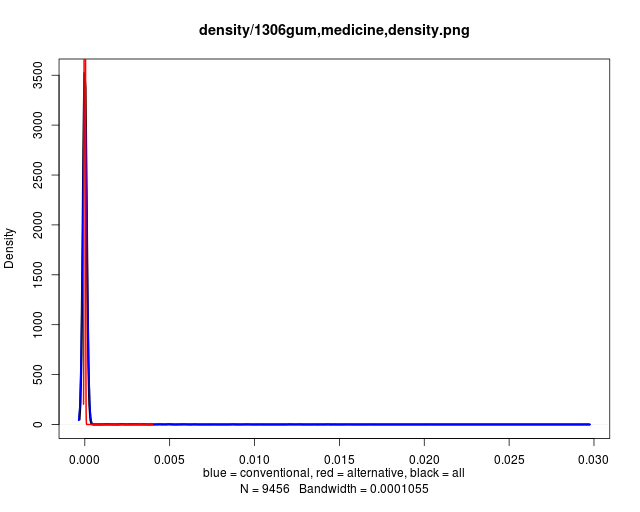 density/1306gum,medicine,density.png
Density
3500
3000
2500
2000
1500
1000
500
0
0.000 0.005 0.010 0.015 0.020 0.025 0.030
blue = conventional, red = alternative, black = all
N = 9456 Bandwidth = 0.0001055